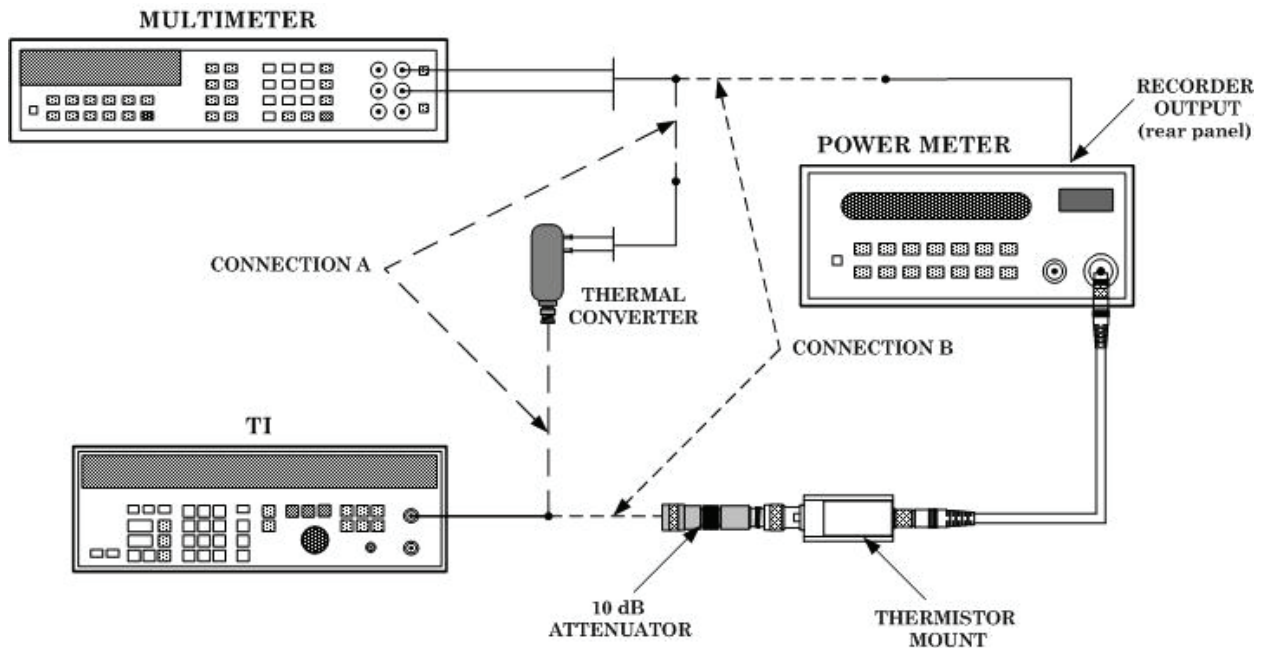 MULTIMETER
RECORDER
OUTPUT
(rear panel)
POWER METER
CONNECTION A
THERMAL
CONVERTER
CONNECTION B
TI
10 dB
ATTENUATOR
THERMISTOR
MOUNT